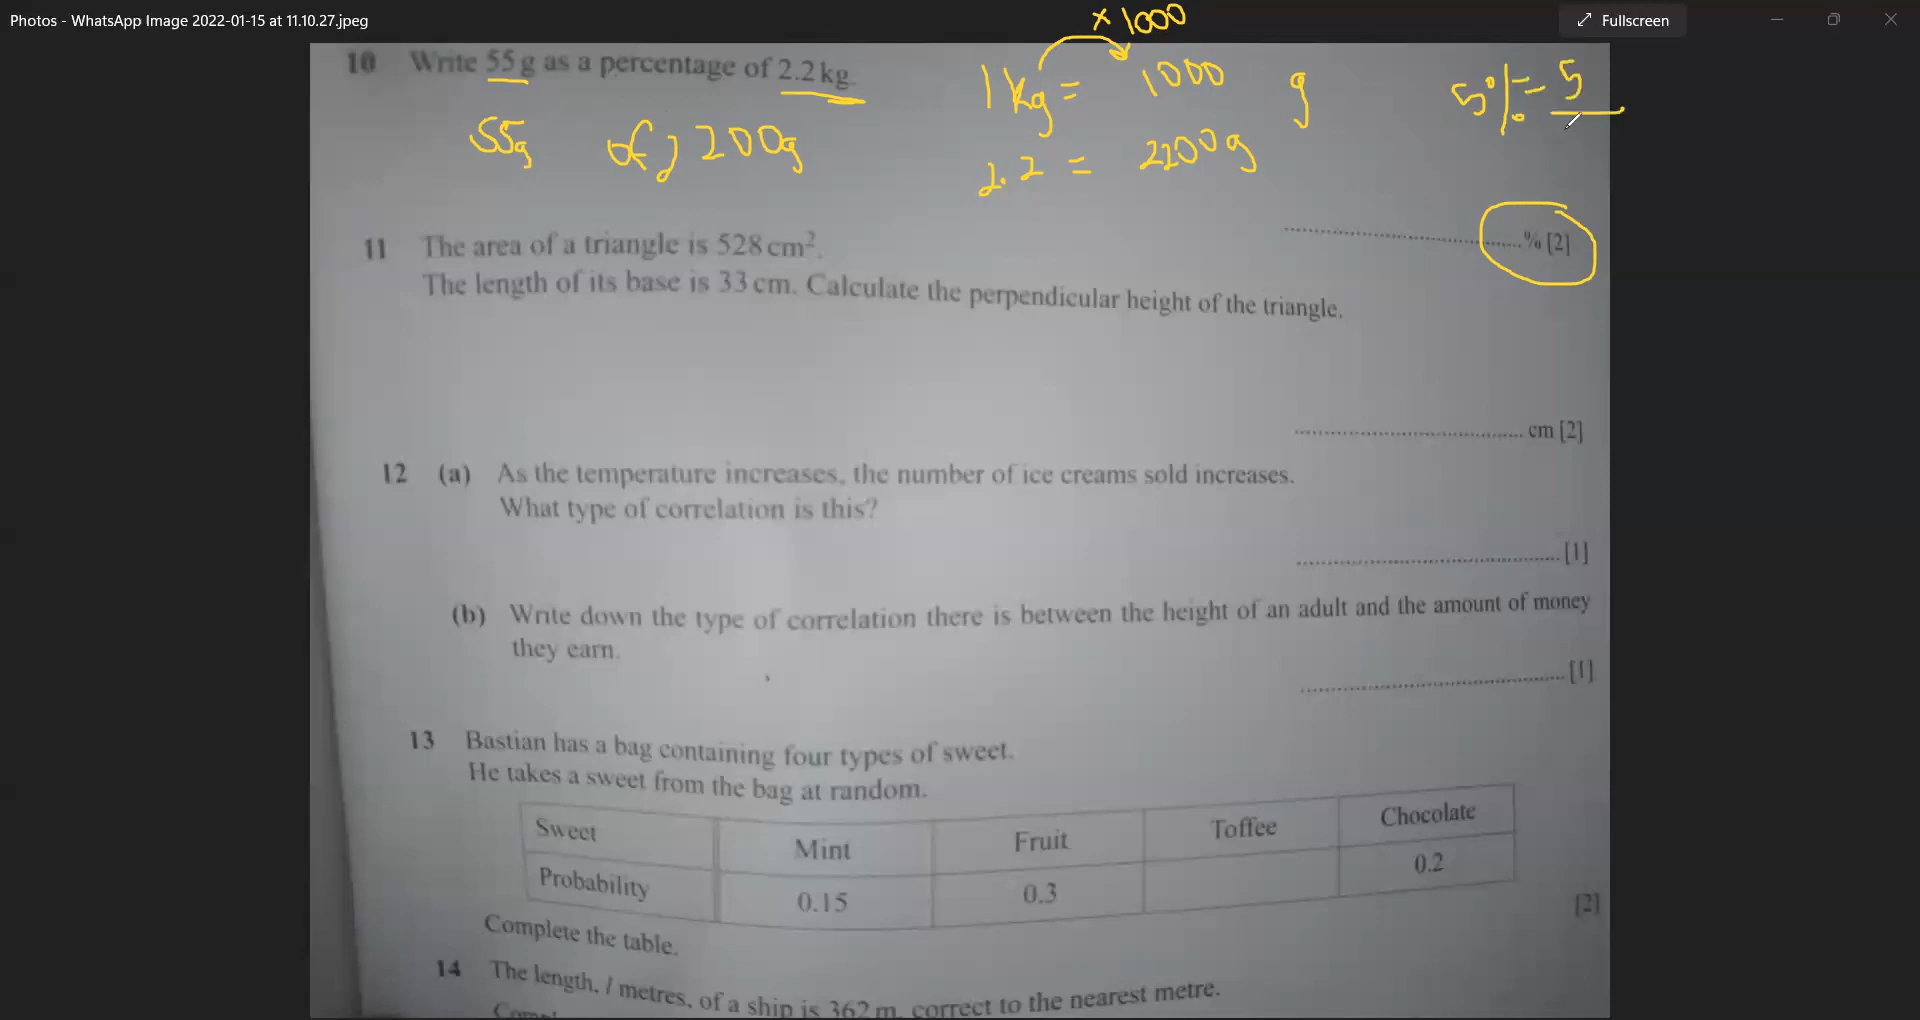 Photos - WhatsApp Image 2022-01-15 at 11.10.27.jpeg
Fullscreen
× 1000
10 Write 55 g as a percentage of 2.2 kg.
1 kg = 1000 g
5% = 5
55g of 2200g
2.2 = 2200g
% [2]
11 The area of a triangle is 528 cm².
The length of its base is 33 cm. Calculate the perpendicular height of the triangle.
cm [2]
12 (a) As the temperature increases, the number of ice creams sold increases.
What type of correlation is this?
[1]
(b) Write down the type of correlation there is between the height of an adult and the amount of money
they earn.
[1]
13 Bastian has a bag containing four types of sweet.
He takes a sweet from the bag at random.
Sweet Mint Fruit Toffee Chocolate
Probability 0.15 0.3 0.2
Complete the table.
[2]
14 The length, l metres, of a ship is 362 m, correct to the nearest metre.